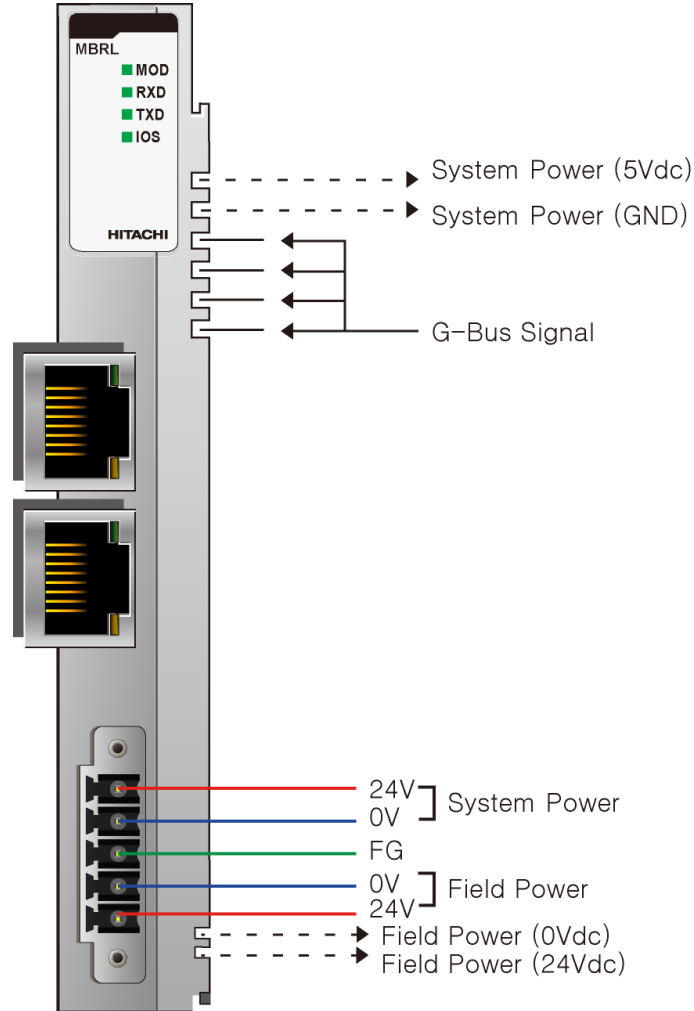 MBRL
MOD
RXD
TXD
IOS
HITACHI
System Power (5Vdc)
System Power (GND)
G-Bus Signal
24V
0V
System Power
FG
0V
24V
Field Power
Field Power (0Vdc)
Field Power (24Vdc)